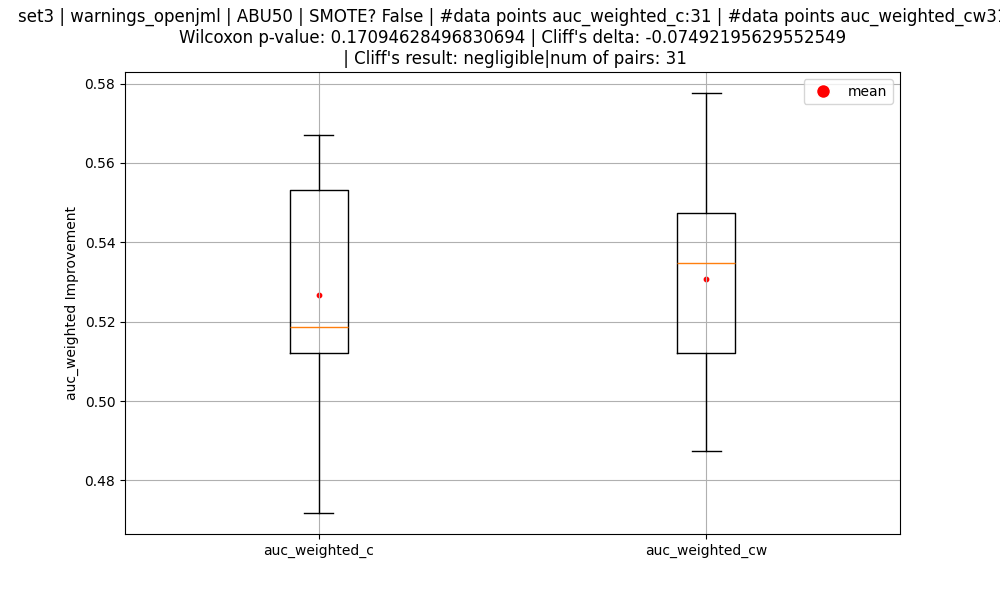 set3 | warnings_openjml | ABU50 | SMOTE? False | #data points auc_weighted_c:31 | #data points auc_weighted_cw31
Wilcoxon p-value: 0.17094628496830694 | Cliff's delta: -0.07492195629552549
| Cliff's result: negligible|num of pairs: 31
mean
0.58
0.56
0.54
0.52
0.50
0.48
auc_weighted Improvement
auc_weighted_c
auc_weighted_cw